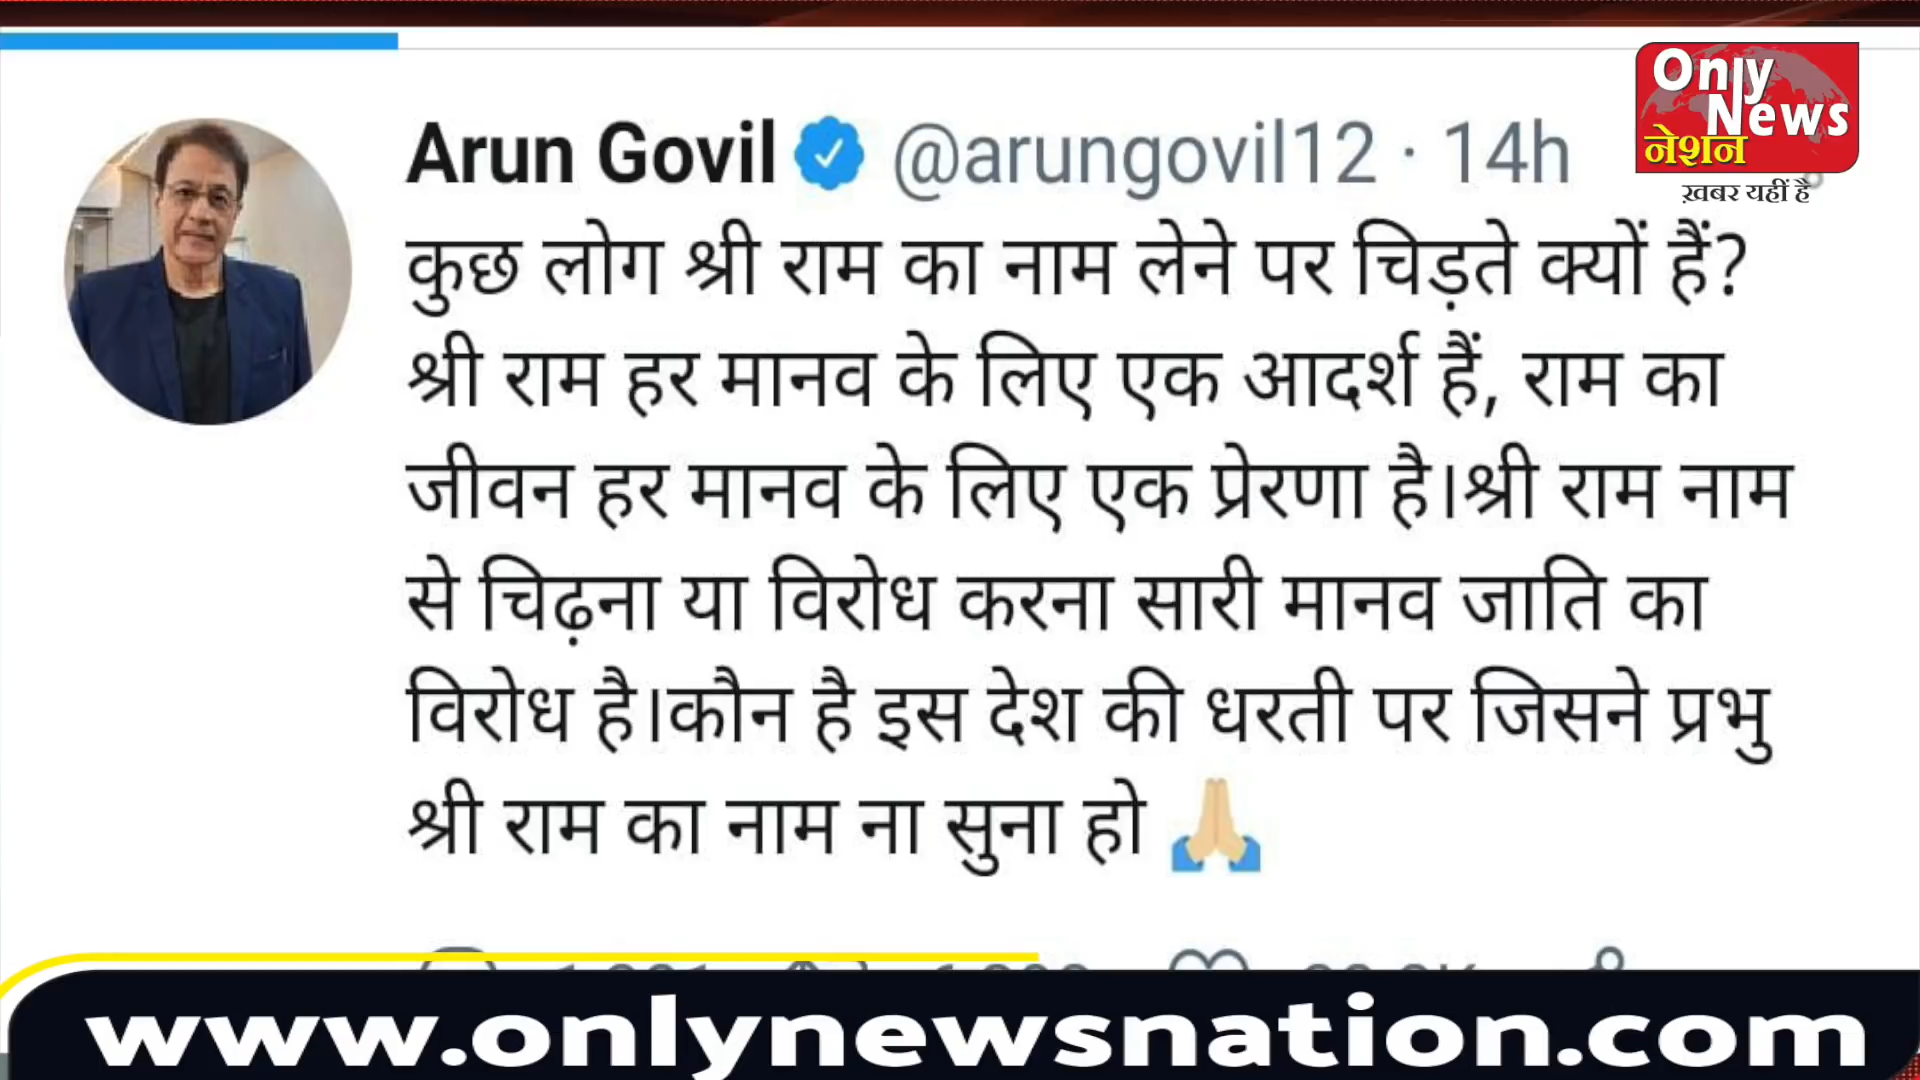 Arun Govil @arungovil12 · 14h
Only
News
नेशन
ख़बर यहीं है
कुछ लोग श्री राम का नाम लेने पर चिड़ते क्यों हैं?
श्री राम हर मानव के लिए एक आदर्श हैं, राम का
जीवन हर मानव के लिए एक प्रेरणा है।श्री राम नाम
से चिढ़ना या विरोध करना सारी मानव जाति का
विरोध है।कौन है इस देश की धरती पर जिसने प्रभु
श्री राम का नाम ना सुना हो 🙏🏼
www.onlynewsnation.com